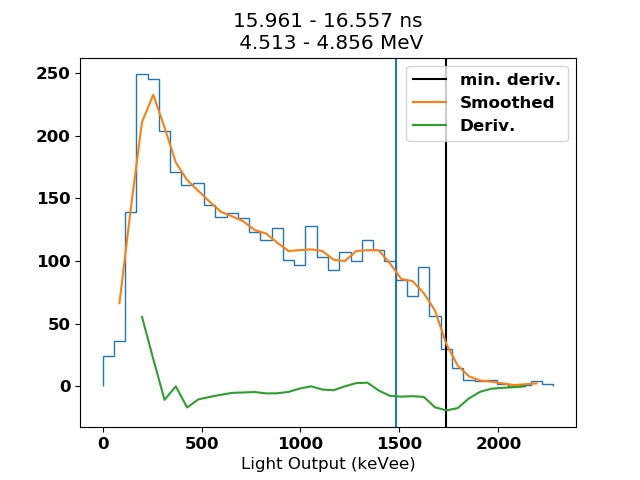 15.961 - 16.557 ns
4.513 - 4.856 MeV
250
200
150
100
50
0
min. deriv.
Smoothed
Deriv.
0 500 1000 1500 2000
Light Output (keVee)